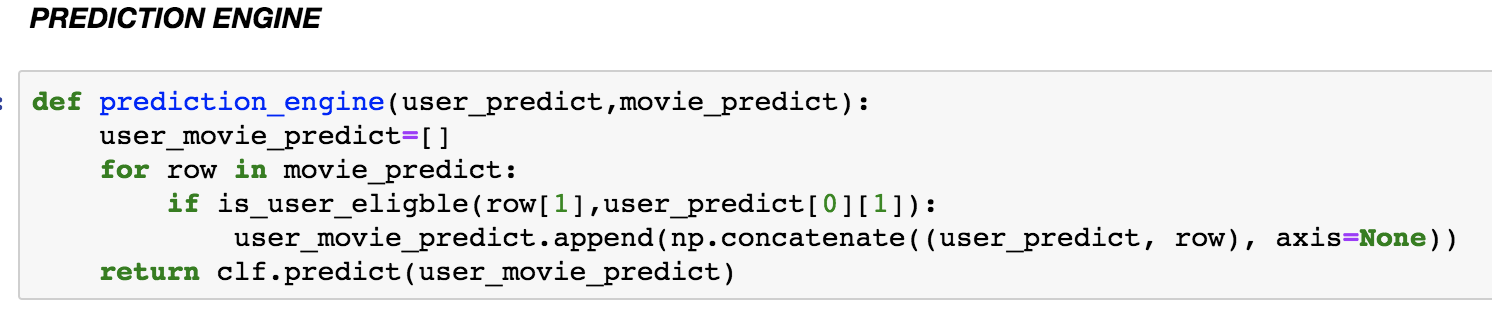 PREDICTION ENGINE
: def prediction_engine(user_predict,movie_predict):
    user_movie_predict=[]
    for row in movie_predict:
        if is_user_eligble(row[1],user_predict[0][1]):
            user_movie_predict.append(np.concatenate((user_predict, row), axis=None))
    return clf.predict(user_movie_predict)